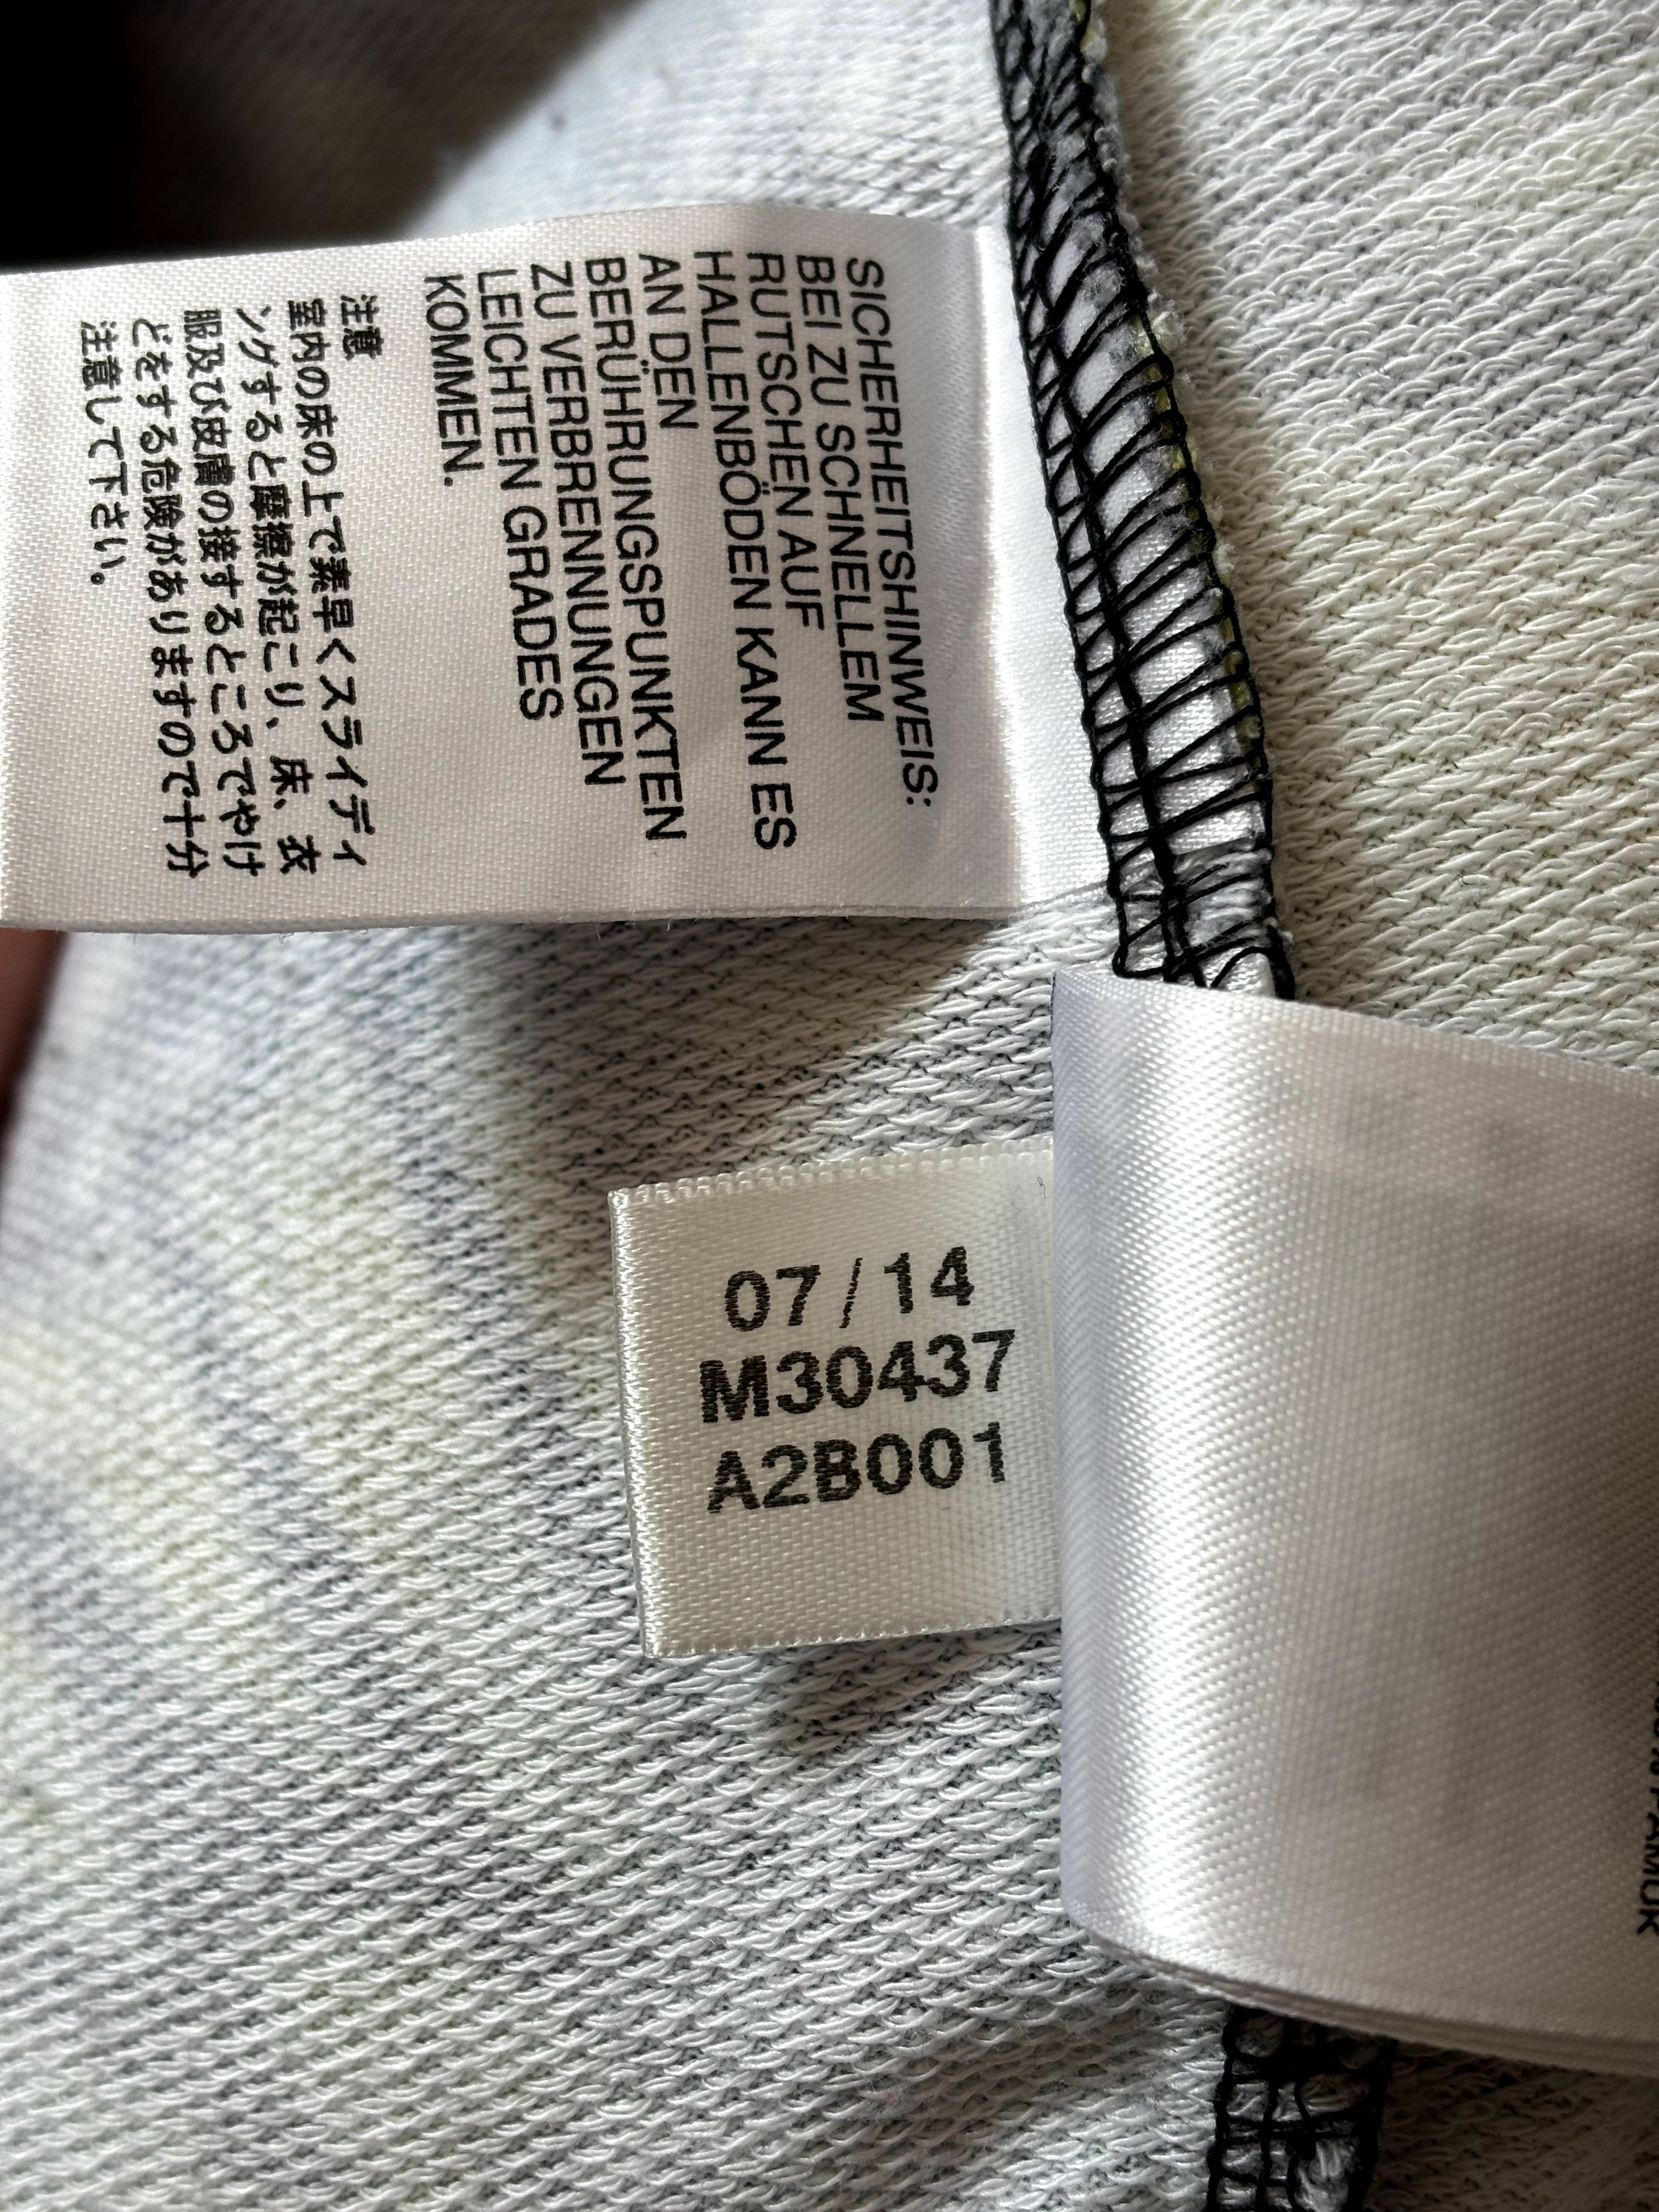 SICHERHEITSHINWEIS:
BEI ZU SCHNELLEM
RUTSCHEN AUF
HALLENBÖDEN KANN ES
AN DEN
BERÜHRUNGSPUNKTEN
ZU VERBRENNUNGEN
LEICHTEN GRADES
KOMMEN.
注意
室内の床の上で素早くスライディ
ングすると摩擦が起こり、床、衣
服及び皮膚の接するところでやけ
どをする危険がありますので十分
注意して下さい。
07/14
M30437
A2B001